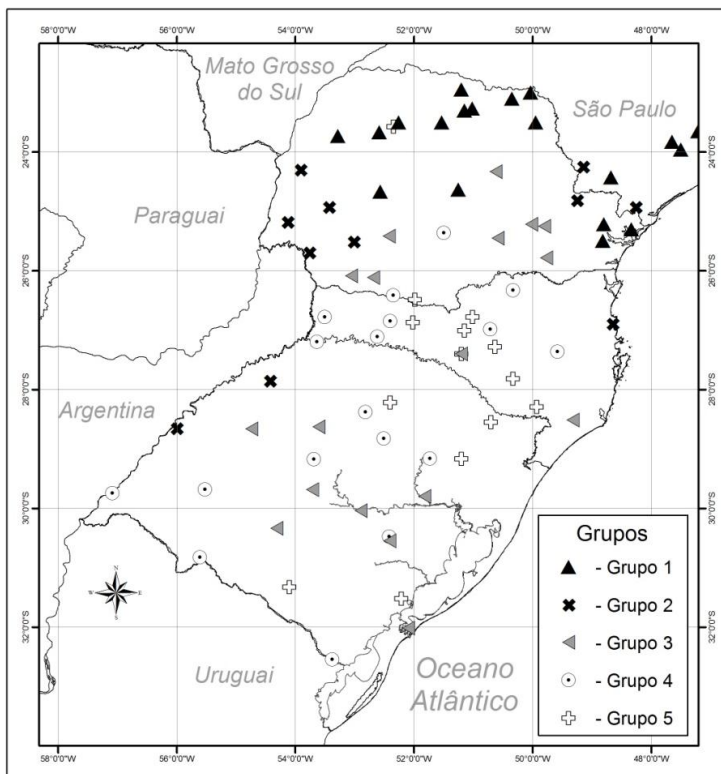 58°0'0"W 56°0'0"W 54°0'0"W 52°0'0"W 50°0'0"W 48°0'0"W
Mato Grosso
do Sul
São Paulo
24°0'0"S 24°0'0"S
Paraguai
26°0'0"S 26°0'0"S
28°0'0"S 28°0'0"S
Argentina
30°0'0"S 30°0'0"S
Grupos
- Grupo 1
N
W E
S
- Grupo 2
32°0'0"S 32°0'0"S
- Grupo 3
Uruguai
Oceano
Atlântico
- Grupo 4
- Grupo 5
58°0'0"W 56°0'0"W 54°0'0"W 52°0'0"W 50°0'0"W 48°0'0"W